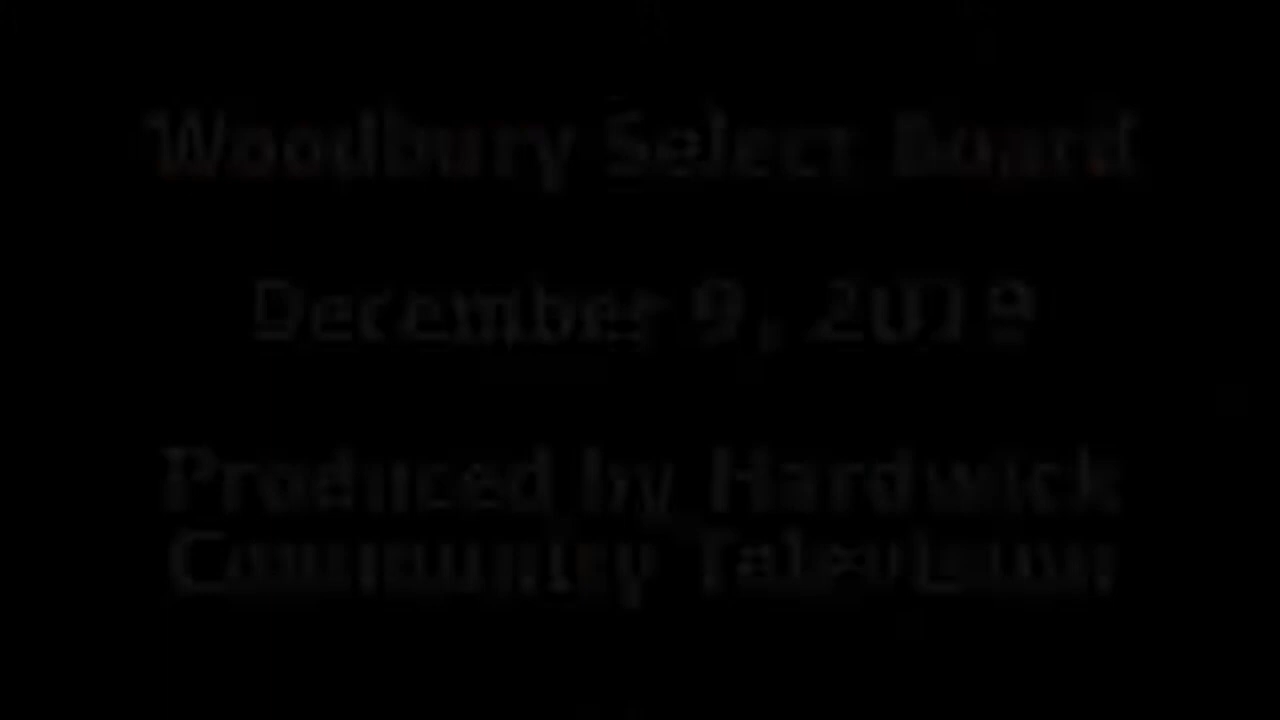 Woodbury Select Board
December 9, 2019
Produced by Hardwick
Community Television